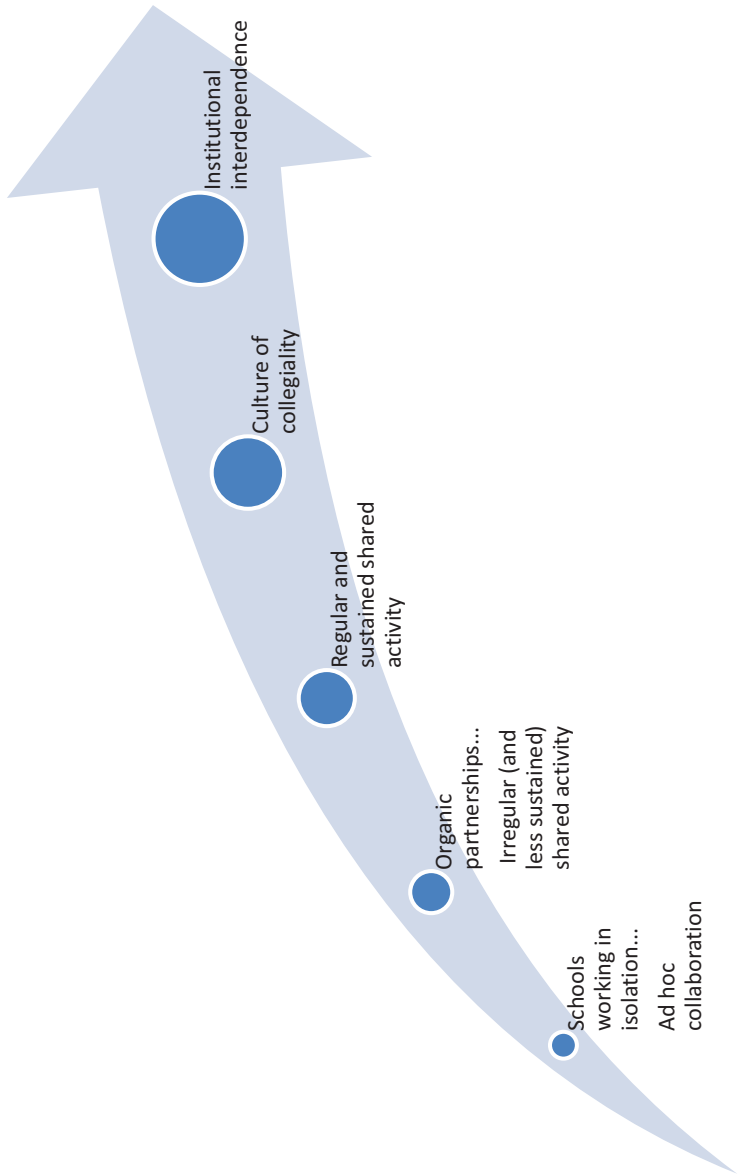 Schools
working in
isolation...
Ad hoc
collaboration
Organic
partnerships...
Irregular (and
less sustained)
shared activity
Regular and
sustained shared
activity
Culture of
collegiality
Institutional
interdependence